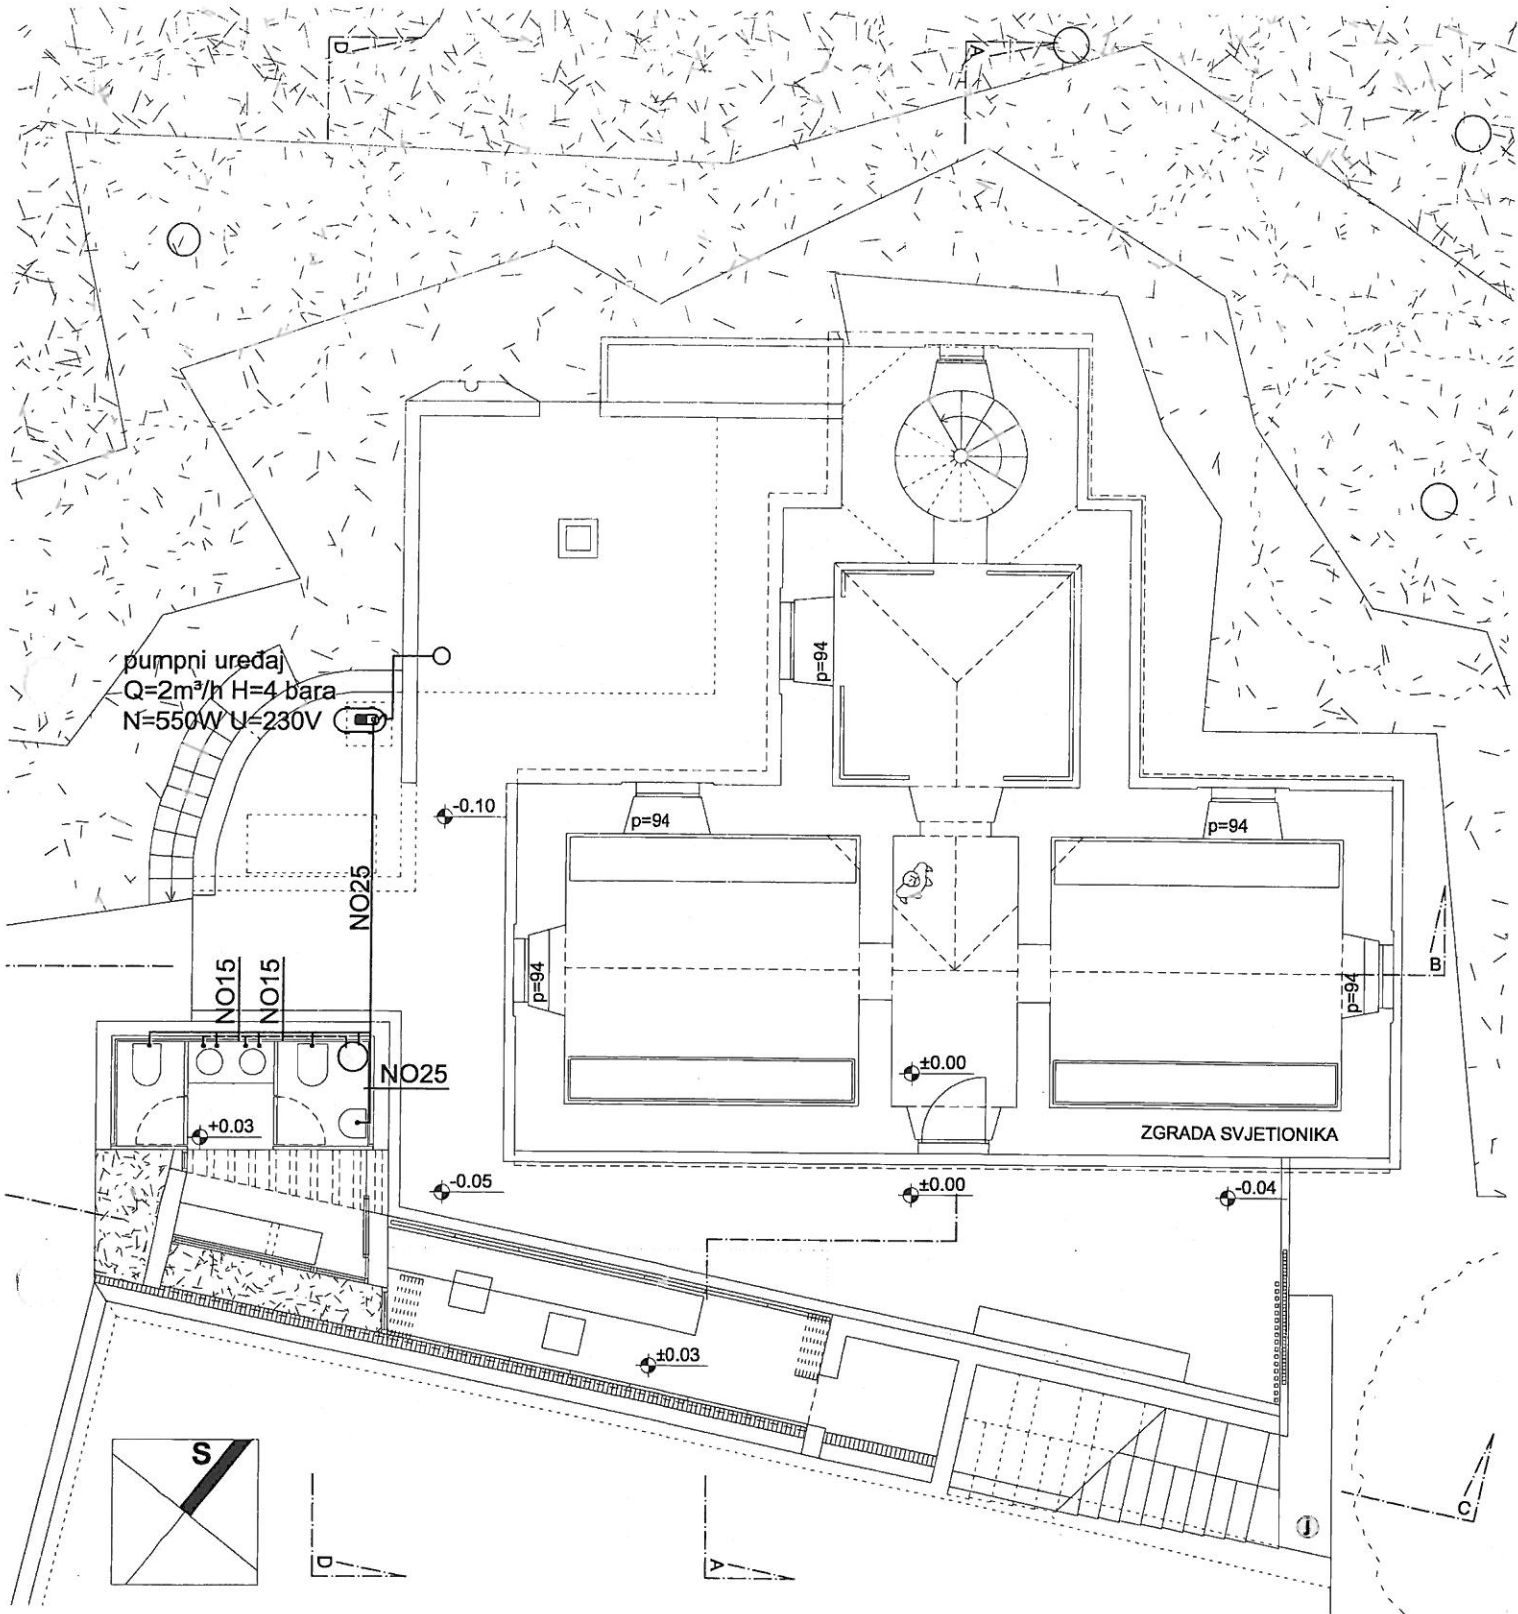 D
A
pumpni uređaj
Q=2m³/h H=4 bara
N=550W U=230V
p=94
-0.10
p=94
p=94
NO25
B
p=94
p=94
NO15
NO15
±0.00
NO25
+0.03
ZGRADA SVJETIONIKA
-0.05
±0.00
-0.04
±0.03
S
C
J
D
A